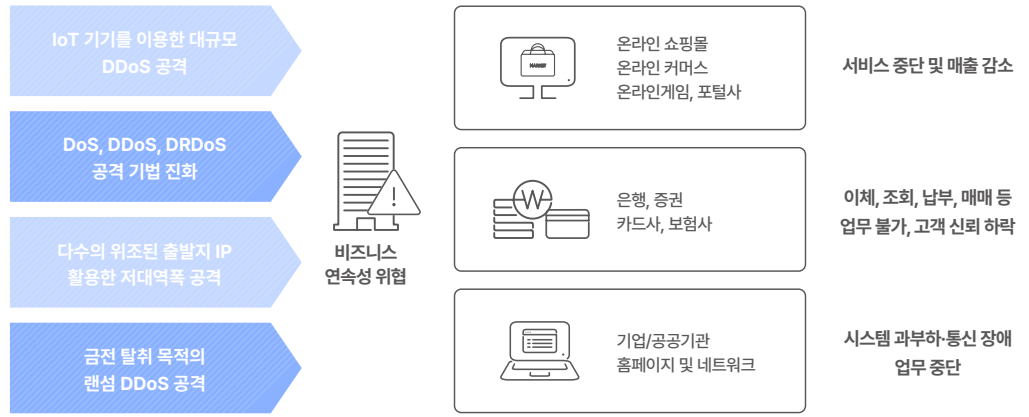 IoT 기기를 이용한 대규모
DDoS 공격
DoS, DDoS, DRDoS
공격 기법 진화
다수의 위조된 출발지 IP
활용한 저대역폭 공격
금전 탈취 목적의
랜섬 DDoS 공격
비즈니스
연속성 위협
MARKET
온라인 쇼핑몰
온라인 커머스
온라인게임, 포털사
서비스 중단 및 매출 감소
은행, 증권
카드사, 보험사
이체, 조회, 납부, 매매 등
업무 불가, 고객 신뢰 하락
기업/공공기관
홈페이지 및 네트워크
시스템 과부하·통신 장애
업무 중단